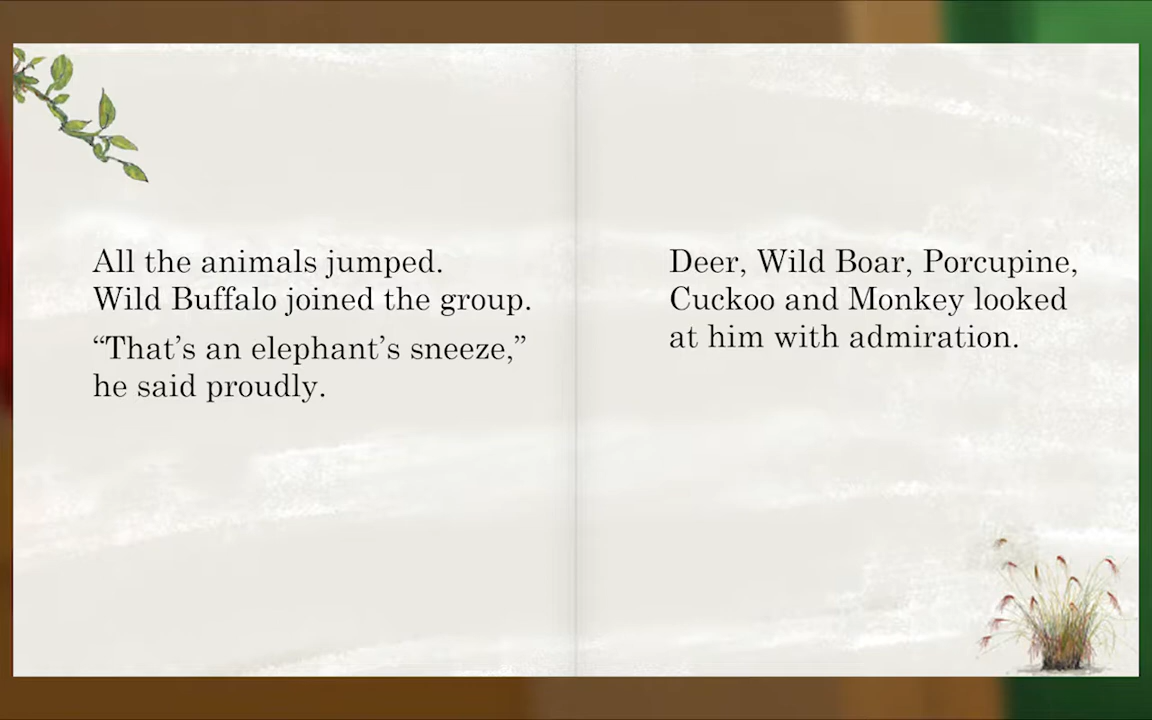 All the animals jumped.
Wild Buffalo joined the group.
“That’s an elephant’s sneeze,”
he said proudly.
Deer, Wild Boar, Porcupine,
Cuckoo and Monkey looked
at him with admiration.